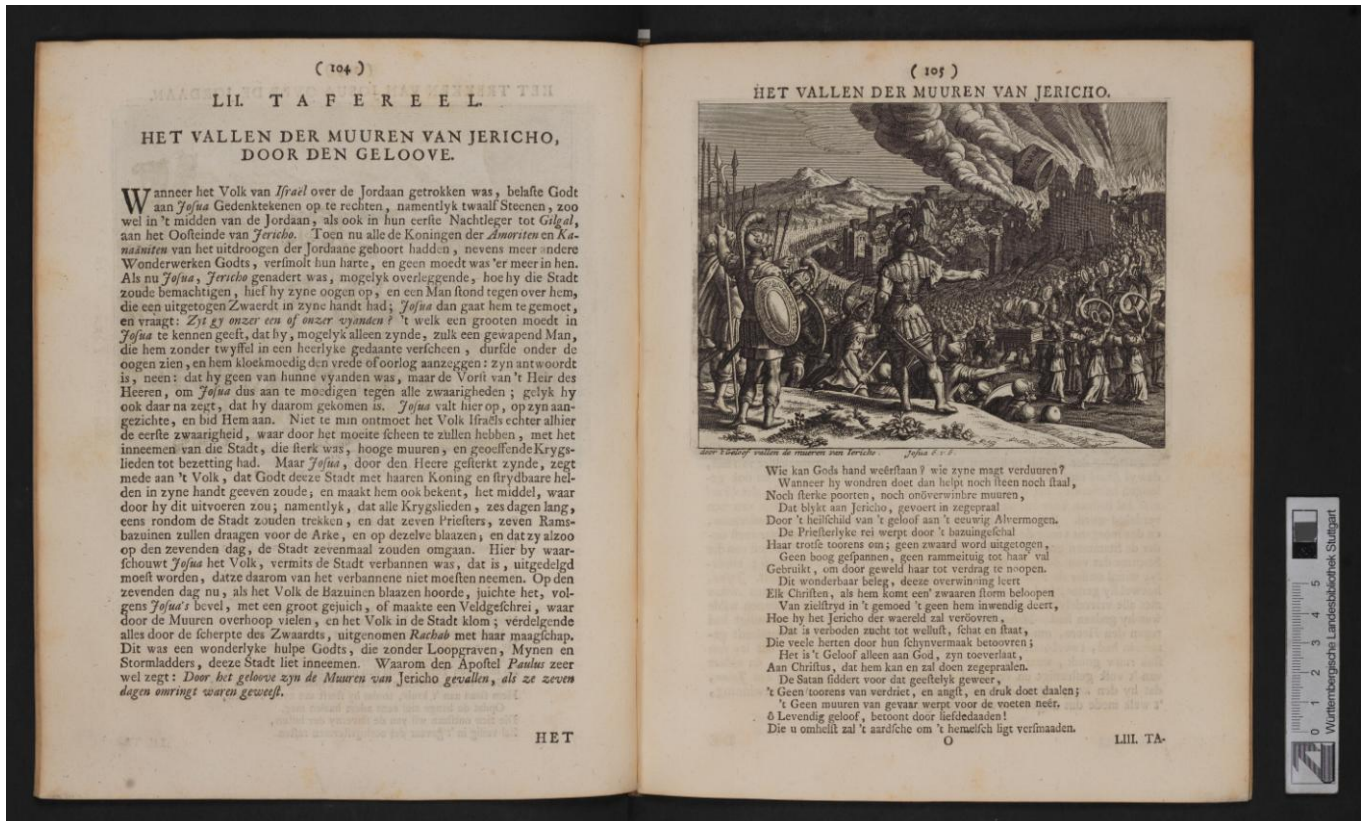 ( 104 )
LII. TAFEREEL.
HET VALLEN DER MUUREN VAN JERICHO,
DOOR DEN GELOOVE.
Wanneer het Volk van Iſraël over de Jordaan getrokken was, belaſte Godt
aan Joſua Gedenktekenen op te rechten, namentlyk twaalf Steenen, zoo
wel in 't midden van de Jordaan, als ook in hun eerſte Nachtleger tot Gilgal,
aan het Ooſteinde van Jericho. Toen nu alle de Koningen der Amoriten en Ka-
naäniten van het uitdroogen der Jordaane gehoort hadden, nevens meer andere
Wonderwerken Godts, verſmolt hun harte, en geen moedt was 'er meer in hen.
Als nu Joſua, Jericho genadert was, mogelyk overleggende, hoe hy die Stadt
zoude bemachtigen, hief hy zyne oogen op, en een Man ſtond tegen over hem,
die een uitgetogen Zwaerdt in zyne handt had; Joſua dan gaat hem te gemoet,
en vraagt: Zyt gy onzer een of onzer vyanden? 't welk een grooten moedt in
Joſua te kennen geeft, dat hy, mogelyk alleen zynde, zulk een gewapend Man,
die hem zonder twyffel in een heerlyke gedaante verſcheen, durfde onder de
oogen zien, en hem kloekmoedig den vrede of oorlog aanzeggen: zyn antwoordt
is, neen: dat hy geen van hunne vyanden was, maar de Vorſt van 't Heir des
Heeren, om Joſua dus aan te moedigen tegen alle zwaarigheden; gelyk hy
ook daar na zegt, dat hy daarom gekomen is. Joſua valt hier op, op zyn aan-
gezichte, en bid Hem aan. Niet te min ontmoet het Volk Iſraëls echter alhier
de eerſte zwaarigheid, waar door het moeite ſcheen te zullen hebben, met het
inneemen van die Stadt, die ſterk was, hooge muuren, en geoeffende Krygs-
lieden tot bezetting had. Maar Joſua, door den Heere geſterkt zynde, zegt
mede aan 't Volk, dat Godt deeze Stadt met haaren Koning en ſtrydbaare hel-
den in zyne handt geeven zoude; en maakt hem ook bekent, het middel, waar
door hy dit uitvoeren zou; namentlyk, dat alle Krygslieden, zes dagen lang,
eens rondom de Stadt zouden trekken, en dat zeven Prieſters, zeven Rams-
bazuinen zullen draagen voor de Arke, en op dezelve blaazen; en dat zy alzoo
op den zevenden dag, de Stadt zevenmaal zouden omgaan. Hier by waar-
ſchouwt Joſua het Volk, vermits de Stadt verbannen was, dat is, uitgedelgd
moeſt worden, datze daarom van het verbannene niet moeſten neemen. Op den
zevenden dag nu, als het Volk de Bazuinen blaazen hoorde, juichte het, vol-
gens Joſua's bevel, met een groot gejuich, of maakte een Veldgeſchrei, waar
door de Muuren overhoop vielen, en het Volk in de Stadt klom; verdelgende
alles door de ſcherpte des Zwaardts, uitgenomen Rachab met haar maagſchap.
Dit was een wonderlyke hulpe Godts, die zonder Loopgraven, Mynen en
Stormladders, deeze Stadt liet inneemen. Waarom den Apoſtel Paulus zeer
wel zegt: Door het geloove zyn de Muuren van Jericho gevallen, als ze zeven
dagen omringt waren geweeſt.
HET
( 105 )
HET VALLEN DER MUUREN VAN JERICHO.
door 't Geloof vallen de mueren van Iericho. Joſua 6. v. 6.
Wie kan Gods hand weêrſtaan? wie zyne magt verduuren?
Wanneer hy wondren doet dan helpt noch ſteen noch ſtaal,
Noch ſterke poorten, noch onöverwinbre muuren,
Dat blykt aan Jericho, gevoert in zegepraal
Door 't heilſchild van 't geloof aan 't eeuwig Alvermogen.
De Prieſterlyke rei werpt door 't bazuingeſchal
Haar trotſe toorens om; geen zwaard word uitgetogen,
Geen boog geſpannen, geen rammeituig tot haar' val
Gebruikt, om door geweld haar tot verdrag te noopen.
Dit wonderbaar beleg, deeze overwinning leert
Elk Chriſten, als hem komt een' zwaaren ſtorm beloopen
Van zielſtryd in 't gemoed 't geen hem inwendig deert,
Hoe hy het Jericho der waereld zal veröovren,
Dat is verboden zucht tot welluſt, ſchat en ſtaat,
Die veele herten door hun ſchynvermaak betoovren;
Het is 't Geloof alleen aan God, zyn toeverlaat,
Aan Chriſtus, dat hem kan en zal doen zegepraalen.
De Satan ſiddert voor dat geeſtelyk geweer,
't Geen toorens van verdriet, en angſt, en druk doet daalen;
't Geen muuren van gevaar werpt voor de voeten neêr.
ô Levendig geloof, betoont door liefdedaaden!
Die u omhelſt zal 't aardſche om 't hemelſch ligt verſmaaden.
O
LIII. TA-
0 1 2 3 4 5
Württembergische Landesbibliothek Stuttgart